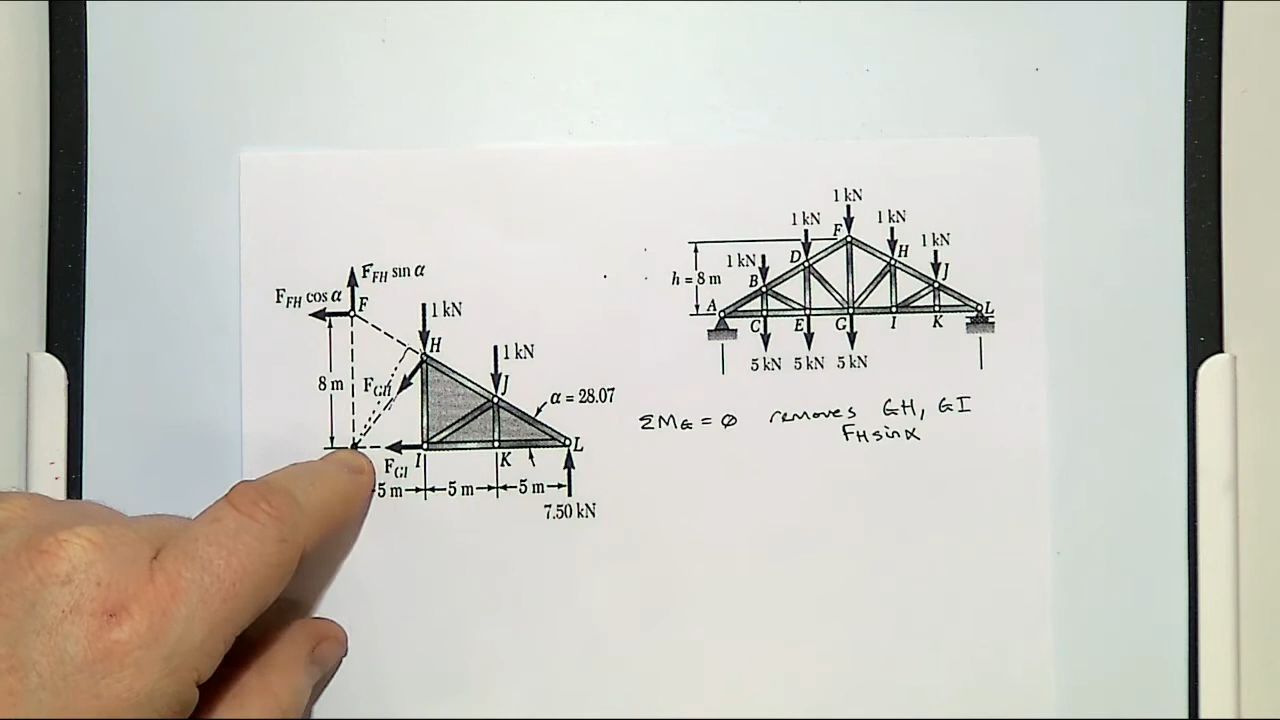 F_FH sin α
F_FH cos α
F
1 kN
H
1 kN
8 m
F_GH
J
α = 28.07
L
F_GI
I
K
5 m
5 m
5 m
7.50 kN
1 kN
1 kN
1 kN
F
1 kN
1 kN
D
H
h = 8 m
B
J
A
L
C
E
G
I
K
5 kN
5 kN
5 kN
ΣM_G = 0 removes GH, GI
F_H sin α